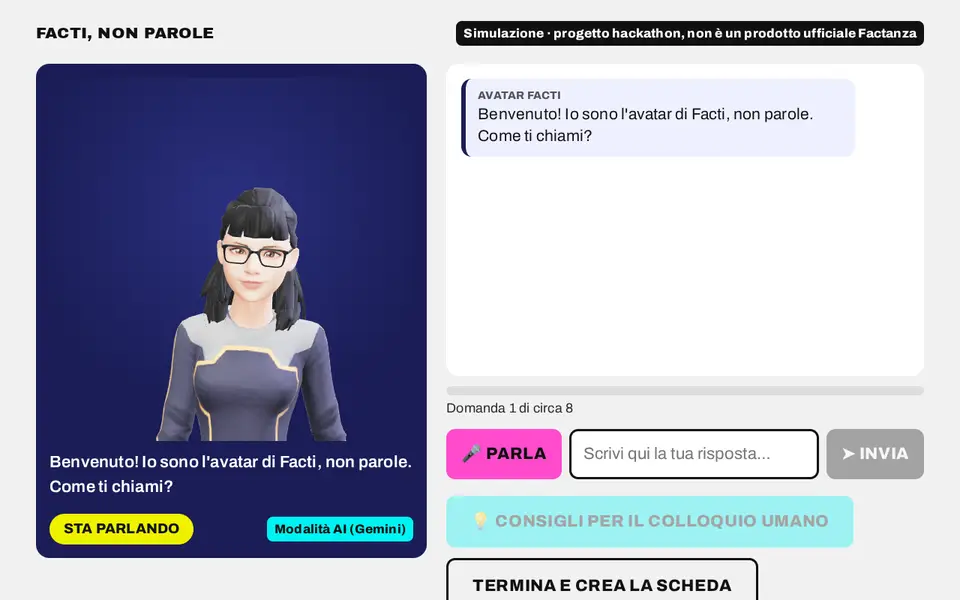 FACTI, NON PAROLE
Simulazione · progetto hackathon, non è un prodotto ufficiale Factanza
AVATAR FACTI
Benvenuto! Io sono l'avatar di Facti, non parole.
Come ti chiami?
Benvenuto! Io sono l'avatar di Facti, non parole.
Come ti chiami?
STA PARLANDO
Modalità AI (Gemini)
Domanda 1 di circa 8
🎤 PARLA
Scrivi qui la tua risposta...
➤ INVIA
💡 CONSIGLI PER IL COLLOQUIO UMANO
TERMINA E CREA LA SCHEDA